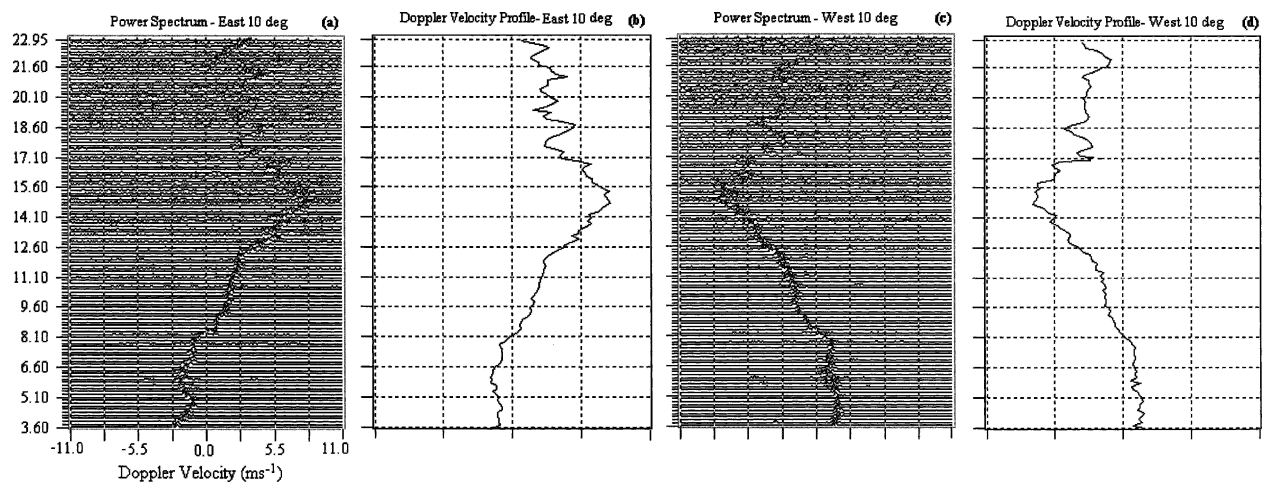 Power Spectrum - East 10 deg (a)
Doppler Velocity Profile- East 10 deg (b)
Power Spectrum - West 10 deg (c)
Doppler Velocity Profile- West 10 deg (d)
22.95
21.60
20.10
18.60
17.10
15.60
14.10
12.60
11.10
9.60
8.10
6.60
5.10
3.60
-11.0 -5.5 0.0 5.5 11.0
Doppler Velocity (ms-1)